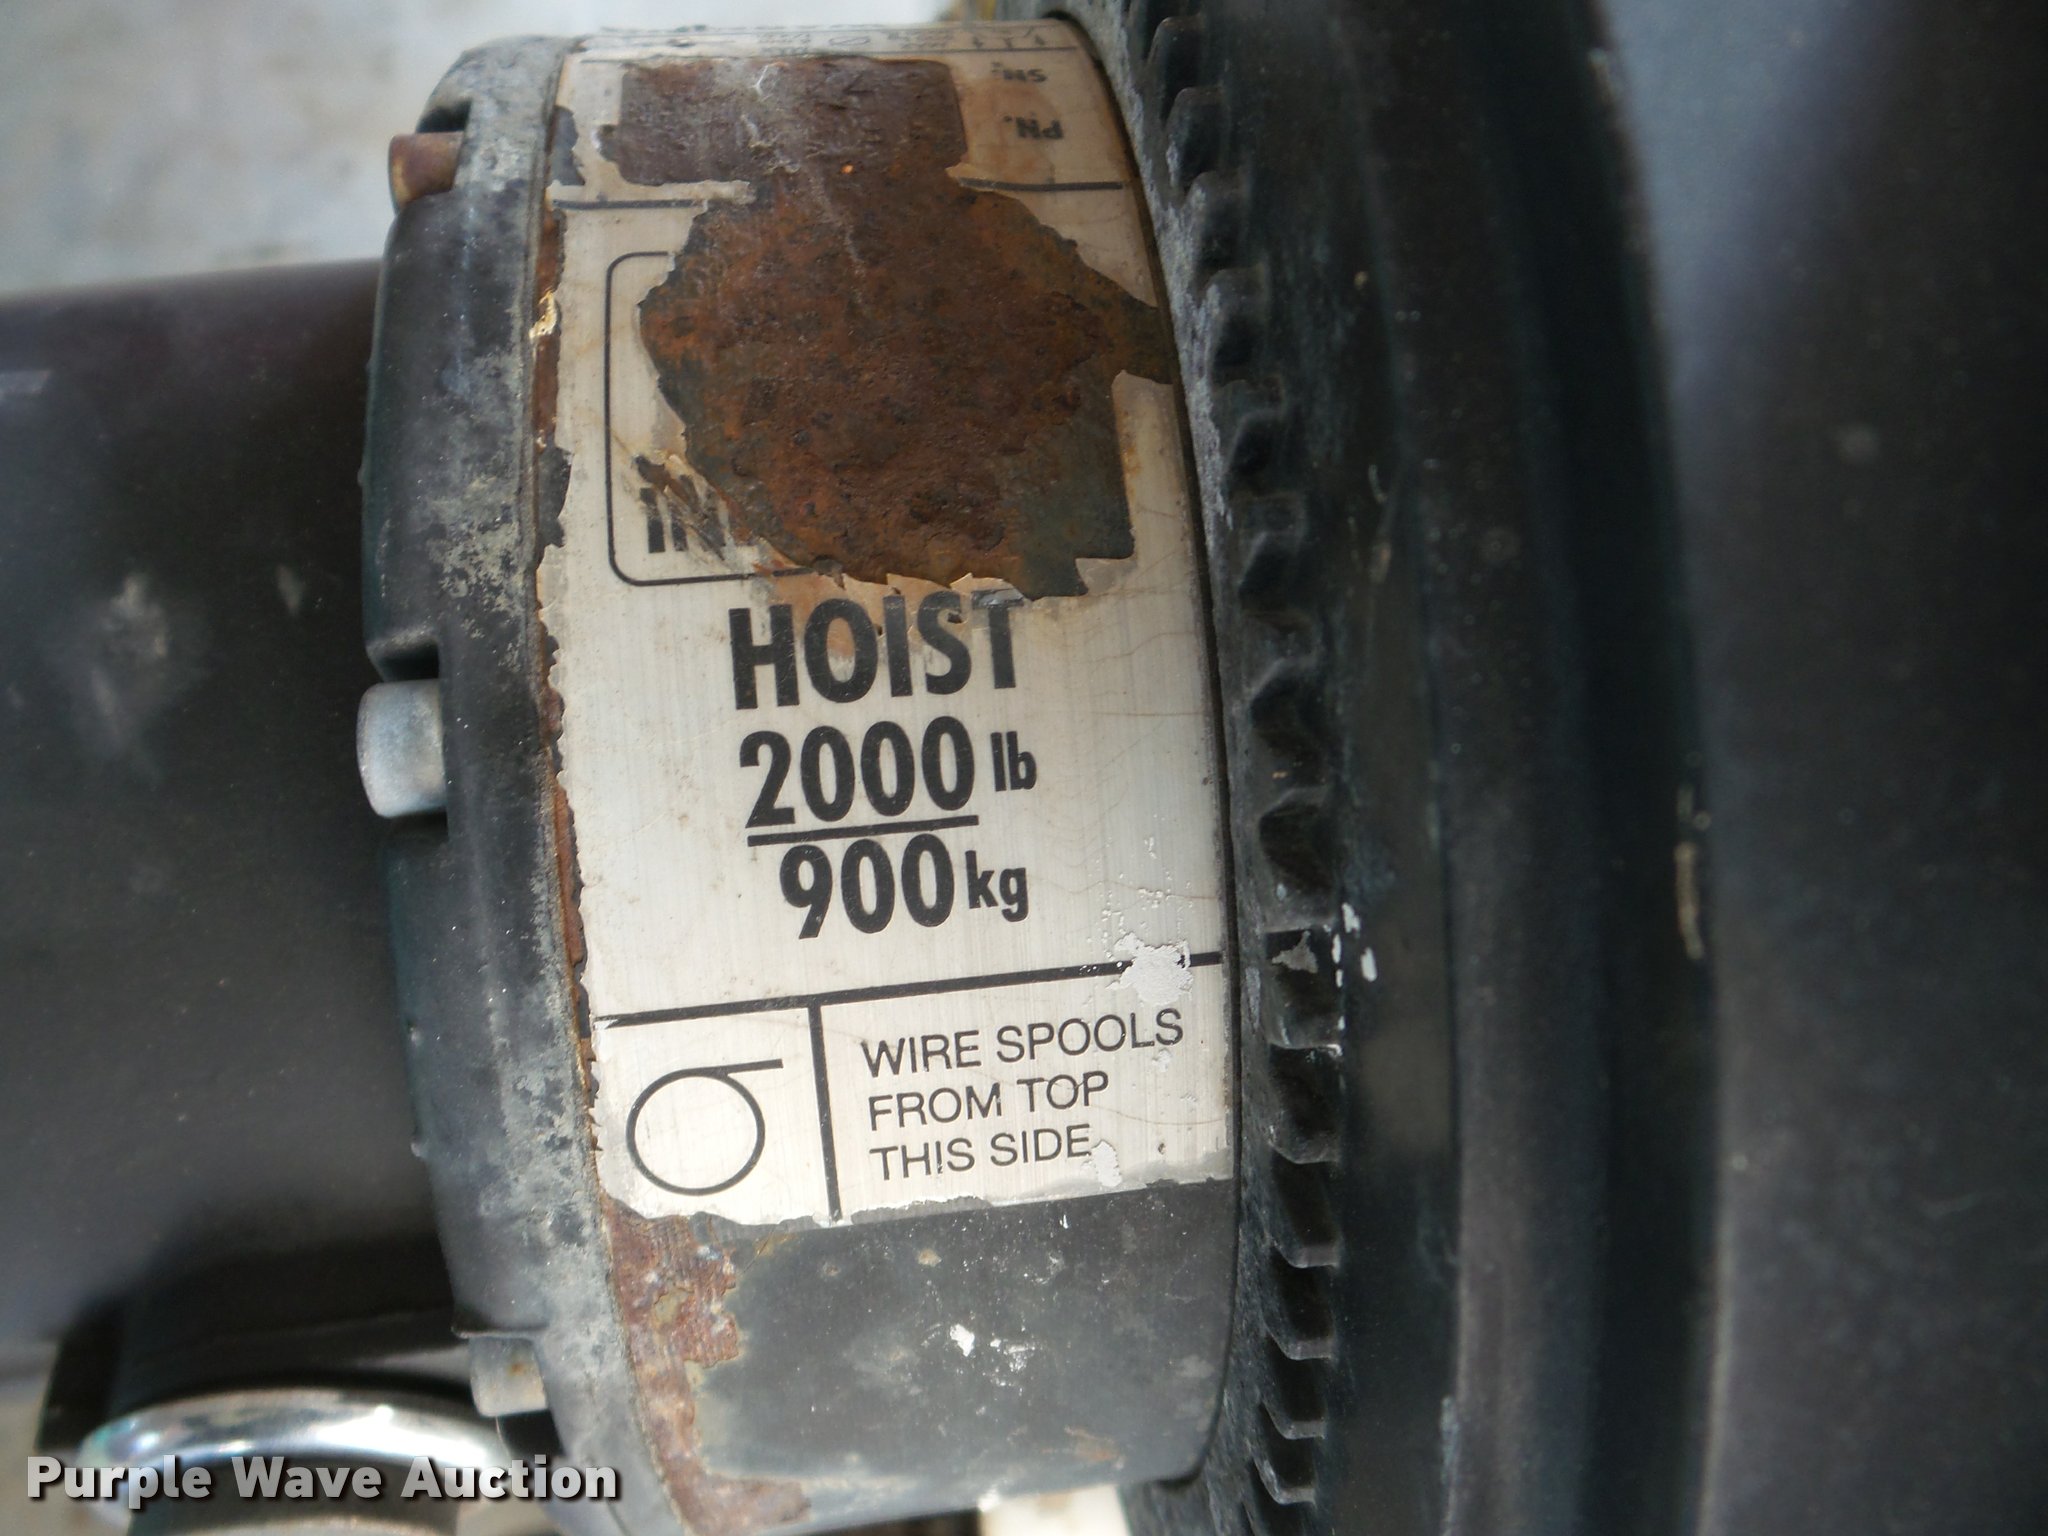 SN.
PN.
HOIST
2000 lb
900 kg
WIRE SPOOLS
FROM TOP
THIS SIDE
Purple Wave Auction